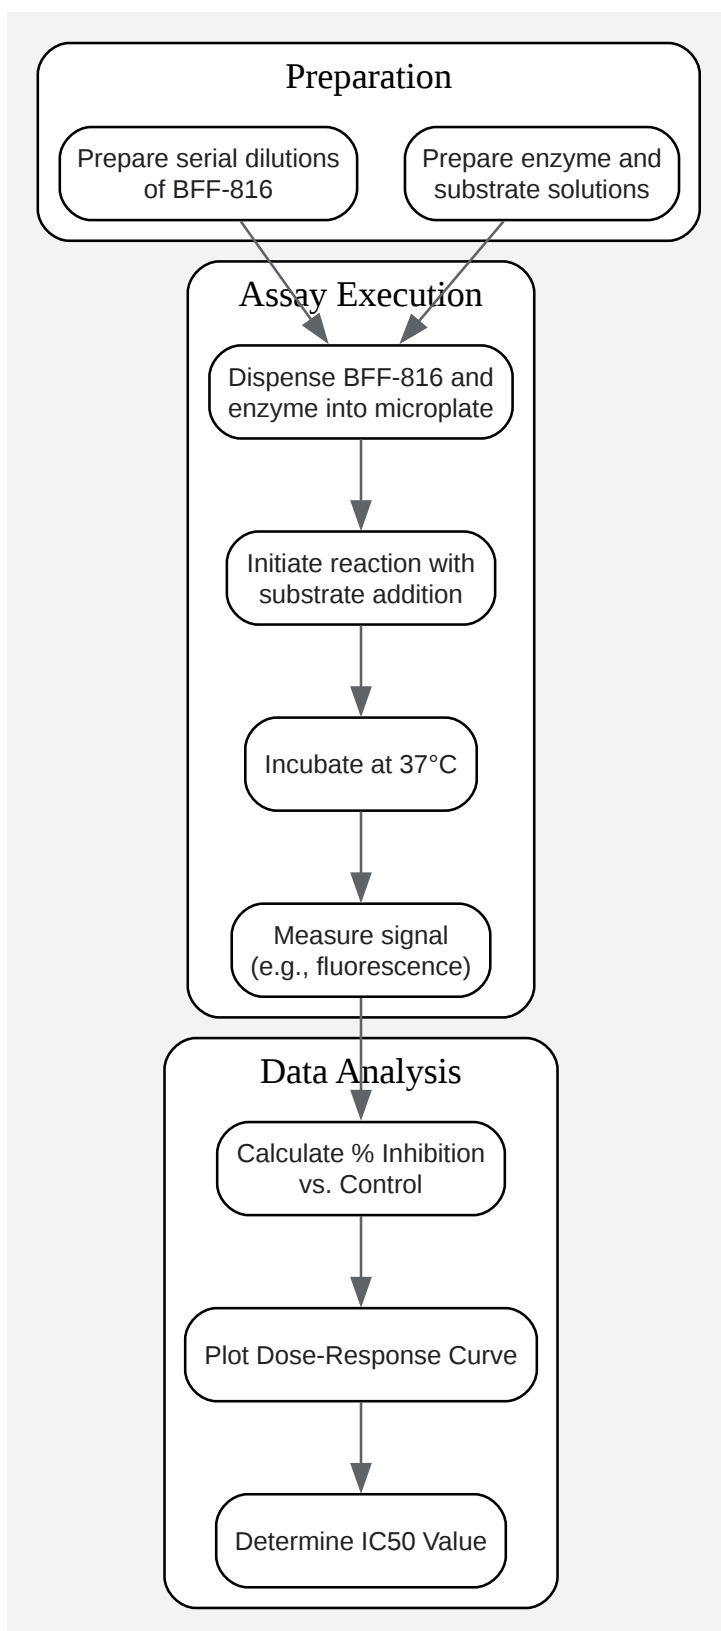 Preparation
Prepare serial dilutions
of BFF-816
Prepare enzyme and
substrate solutions
Assay Execution
Dispense BFF-816 and
enzyme into microplate
Initiate reaction with
substrate addition
Incubate at 37°C
Measure signal
(e.g., fluorescence)
Data Analysis
Calculate % Inhibition
vs. Control
Plot Dose-Response Curve
Determine IC50 Value